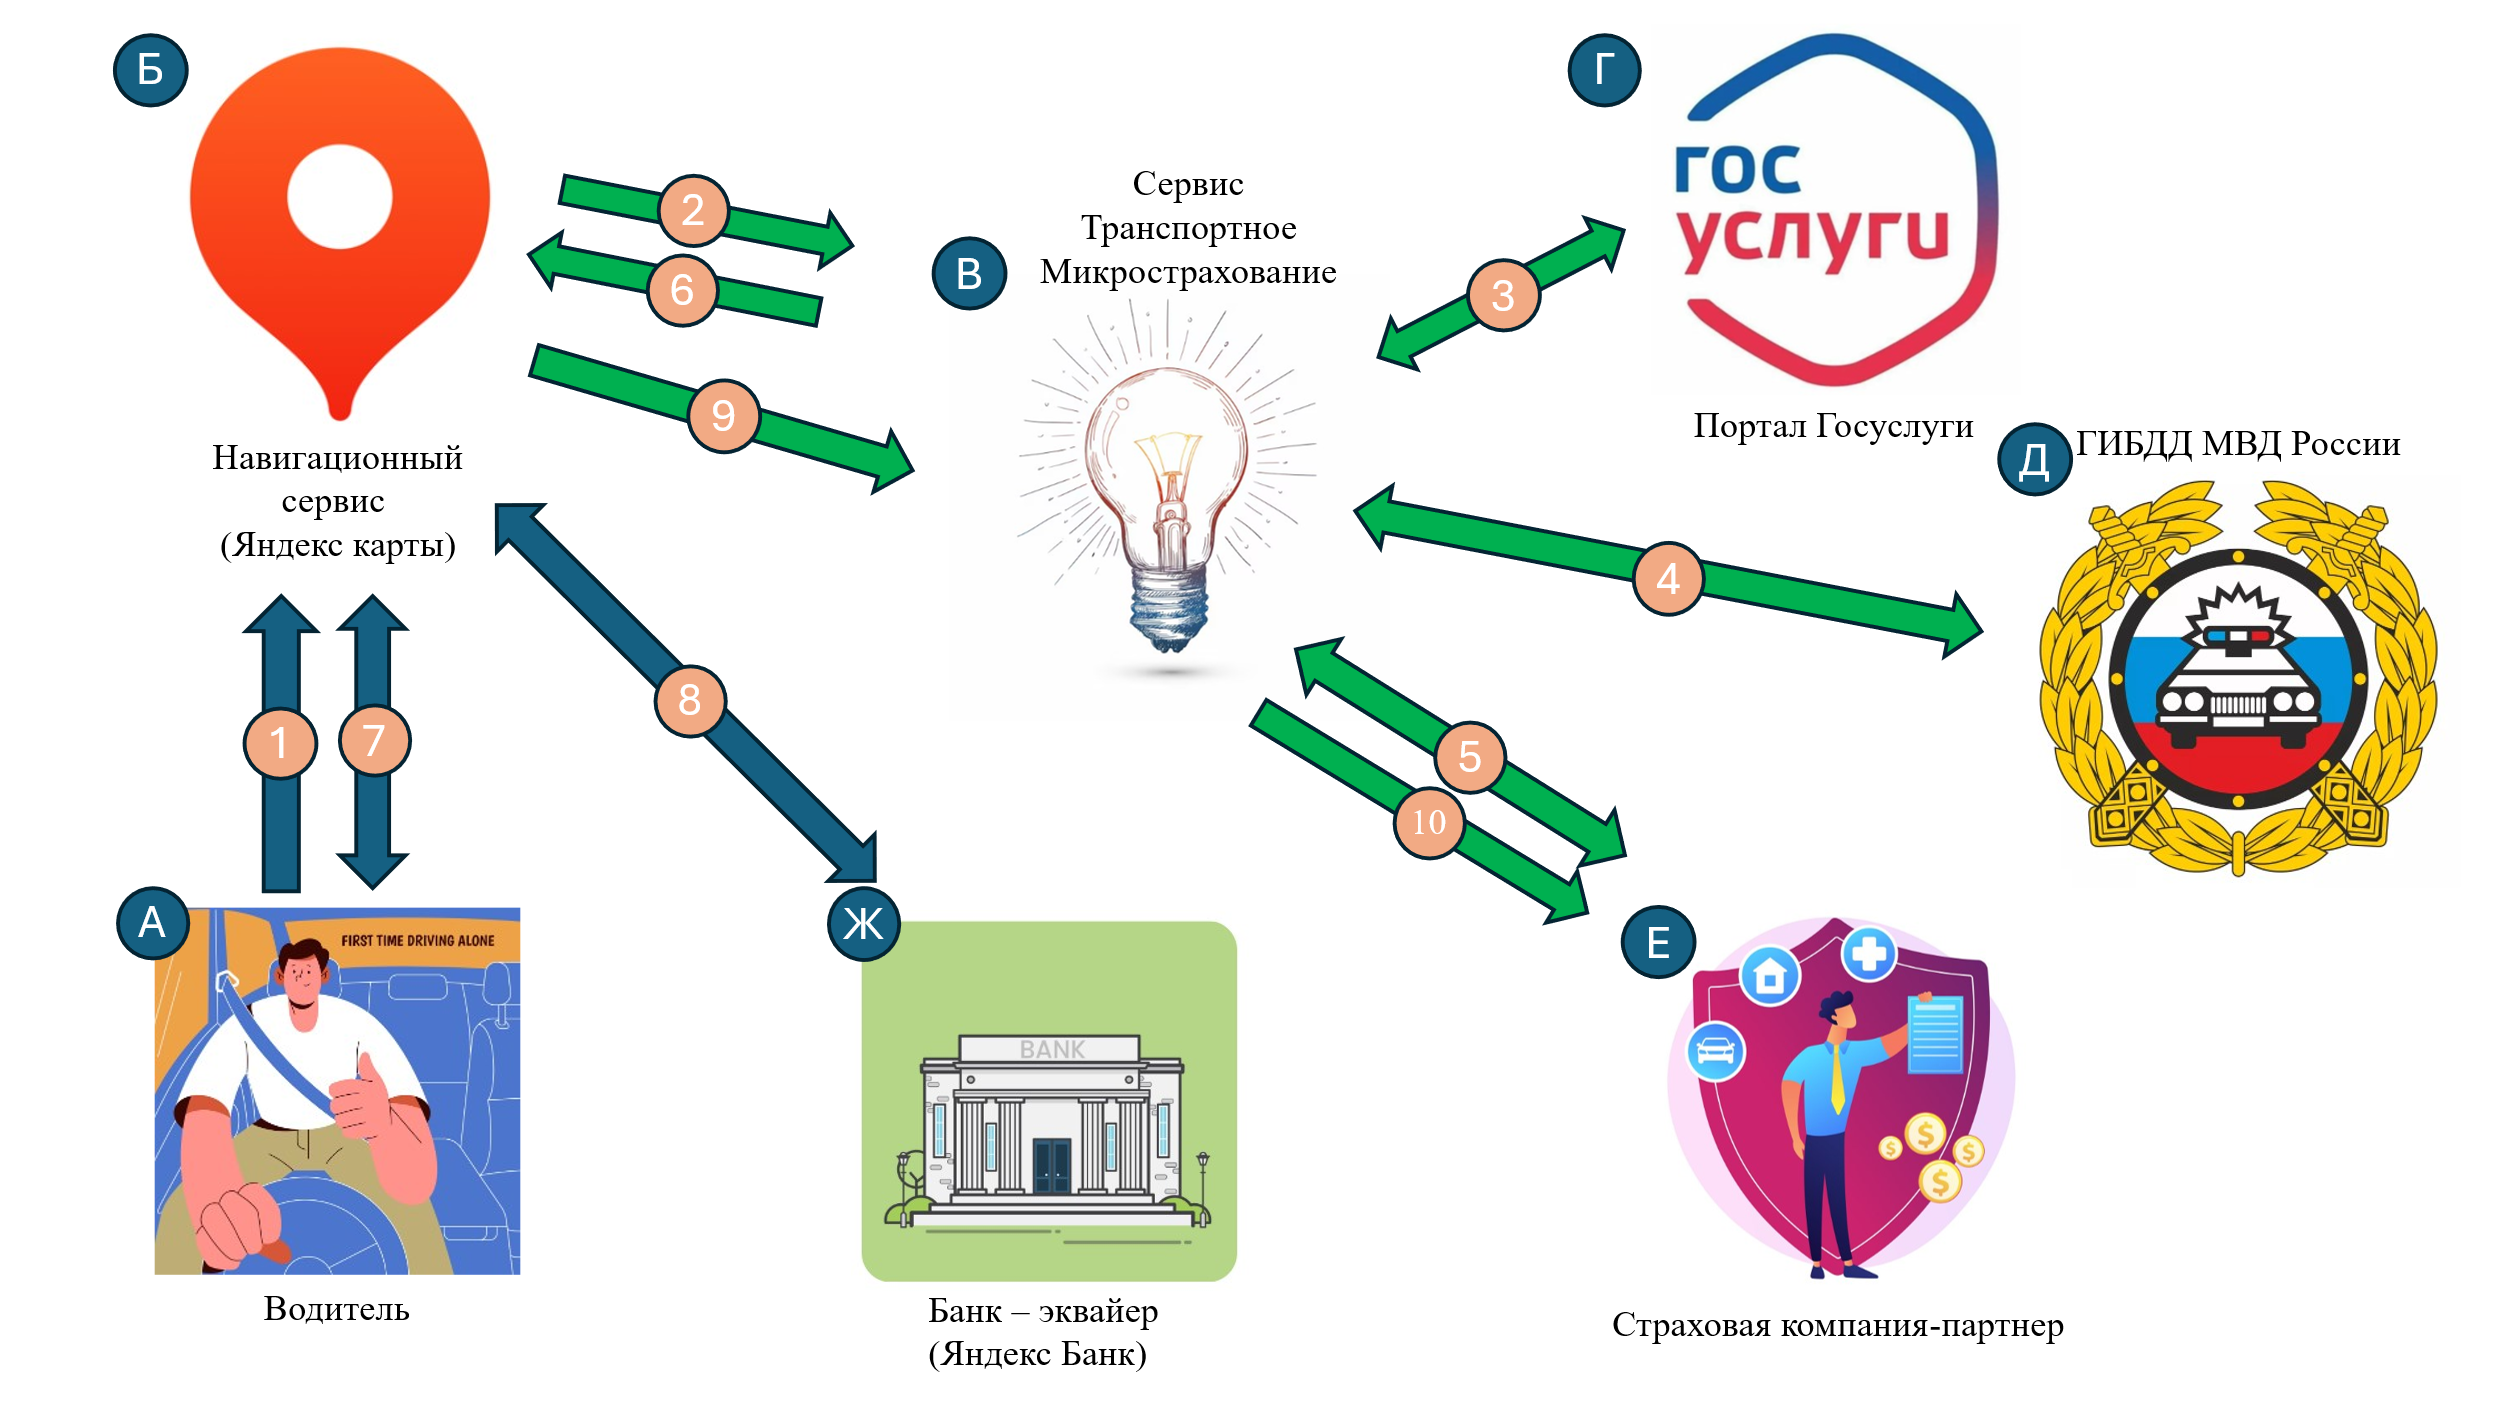 Б
Г
гос
услуги
2
Сервис
Транспортное
Микрострахование
В
6
3
9
Портал Госуслуги
Д
ГИБДД МВД России
Навигационный
сервис
(Яндекс карты)
4
8
1
7
5
10
А
Ж
Е
FIRST TIME DRIVING ALONE
BANK
$
$
$
$
Водитель
Банк – эквайер
(Яндекс Банк)
Страховая компания-партнер